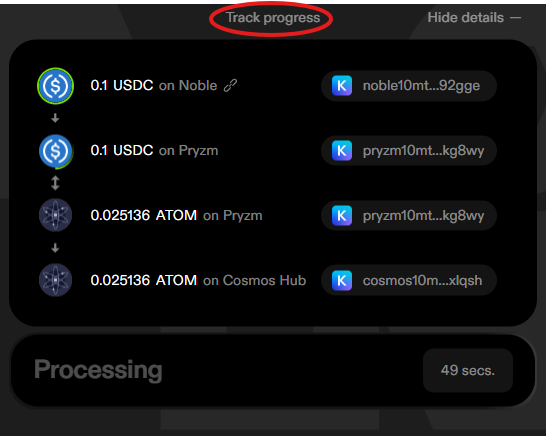 Track progress Hide details —
0.1 USDC on Noble K noble10mt...92gge
0.1 USDC on Pryzm K pryzm10mt...kg8wy
0.025136 ATOM on Pryzm K pryzm10mt...kg8wy
0.025136 ATOM on Cosmos Hub K cosmos10m...xlqsh
Processing 49 secs.